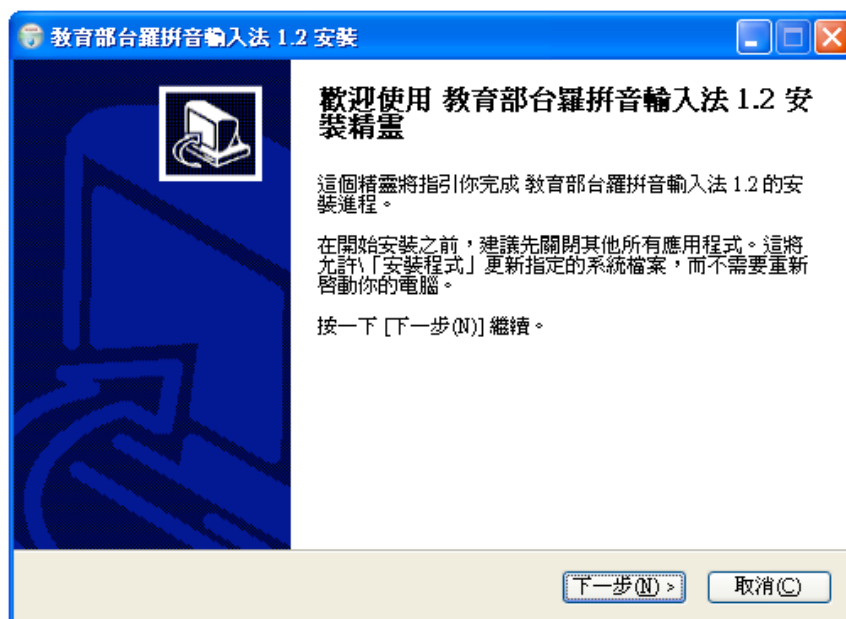 教育部台羅拼音輸入法 1.2 安裝
歡迎使用 教育部台羅拼音輸入法 1.2 安
裝精靈
這個精靈將指引你完成 教育部台羅拼音輸入法 1.2 的安
裝進程。
在開始安裝之前，建議先關閉其他所有應用程式。這將
允許\「安裝程式」更新指定的系統檔案，而不需要重新
啓動你的電腦。
按一下 [下一步(N)] 繼續。
下一步(N) >
取消(C)